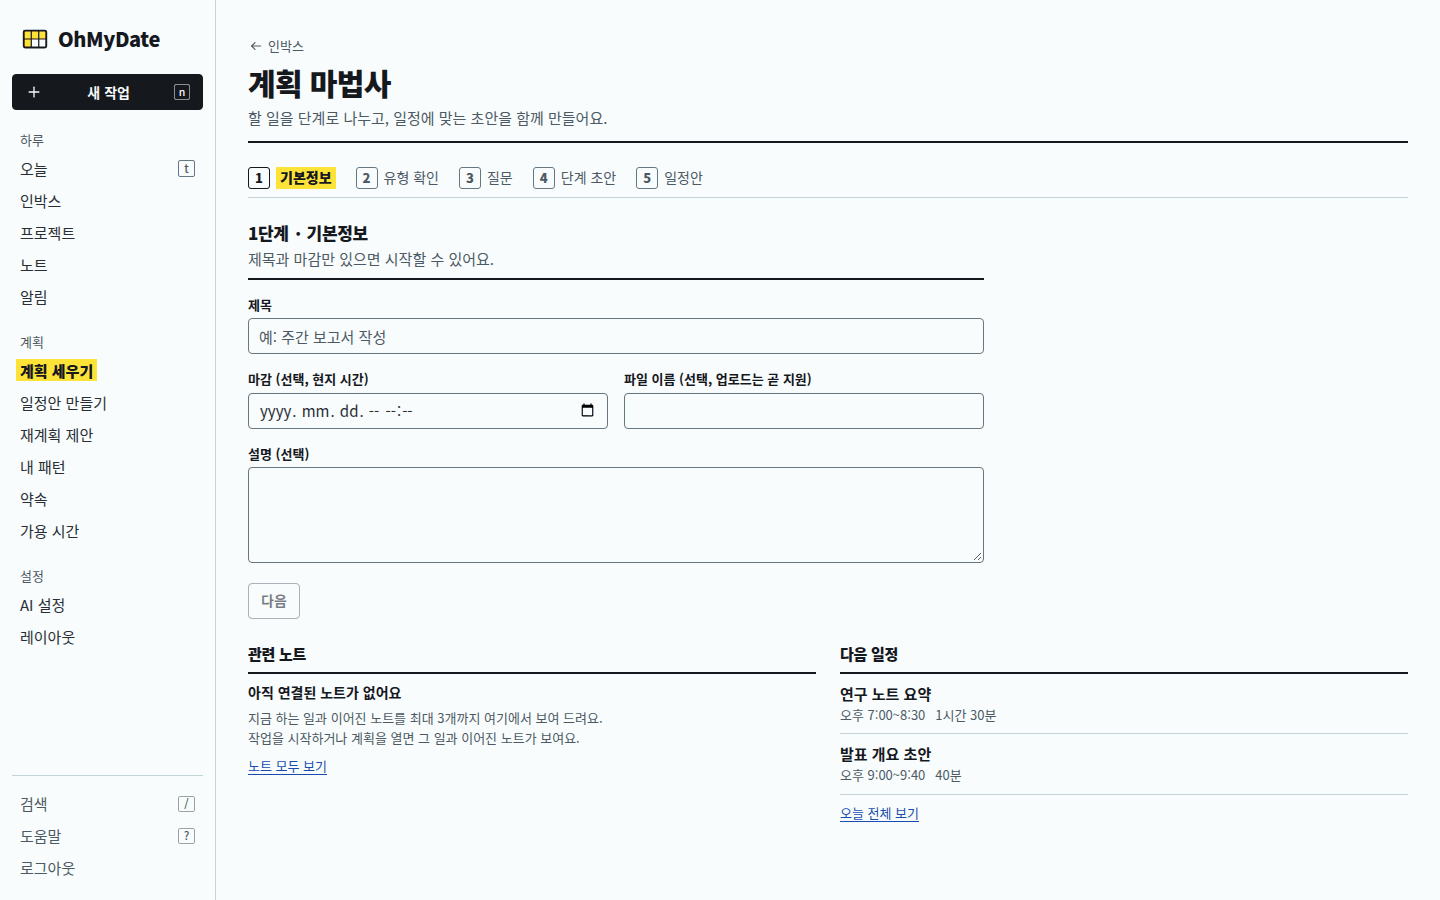 OhMyDate
새 작업 n
하루
오늘 t
인박스
프로젝트
노트
알림
계획
계획 세우기
일정안 만들기
재계획 제안
내 패턴
약속
가용 시간
설정
AI 설정
레이아웃
검색 /
도움말 ?
로그아웃
← 인박스
계획 마법사
할 일을 단계로 나누고, 일정에 맞는 초안을 함께 만들어요.
1 기본정보 2 유형 확인 3 질문 4 단계 초안 5 일정안
1단계 · 기본정보
제목과 마감만 있으면 시작할 수 있어요.
제목
예: 주간 보고서 작성
마감 (선택, 현지 시간)
yyyy. mm. dd. -- --:--
파일 이름 (선택, 업로드는 곧 지원)
설명 (선택)
다음
관련 노트
아직 연결된 노트가 없어요
지금 하는 일과 이어진 노트를 최대 3개까지 여기에서 보여 드려요.
작업을 시작하거나 계획을 열면 그 일과 이어진 노트가 보여요.
노트 모두 보기
다음 일정
연구 노트 요약
오후 7:00~8:30 1시간 30분
발표 개요 초안
오후 9:00~9:40 40분
오늘 전체 보기